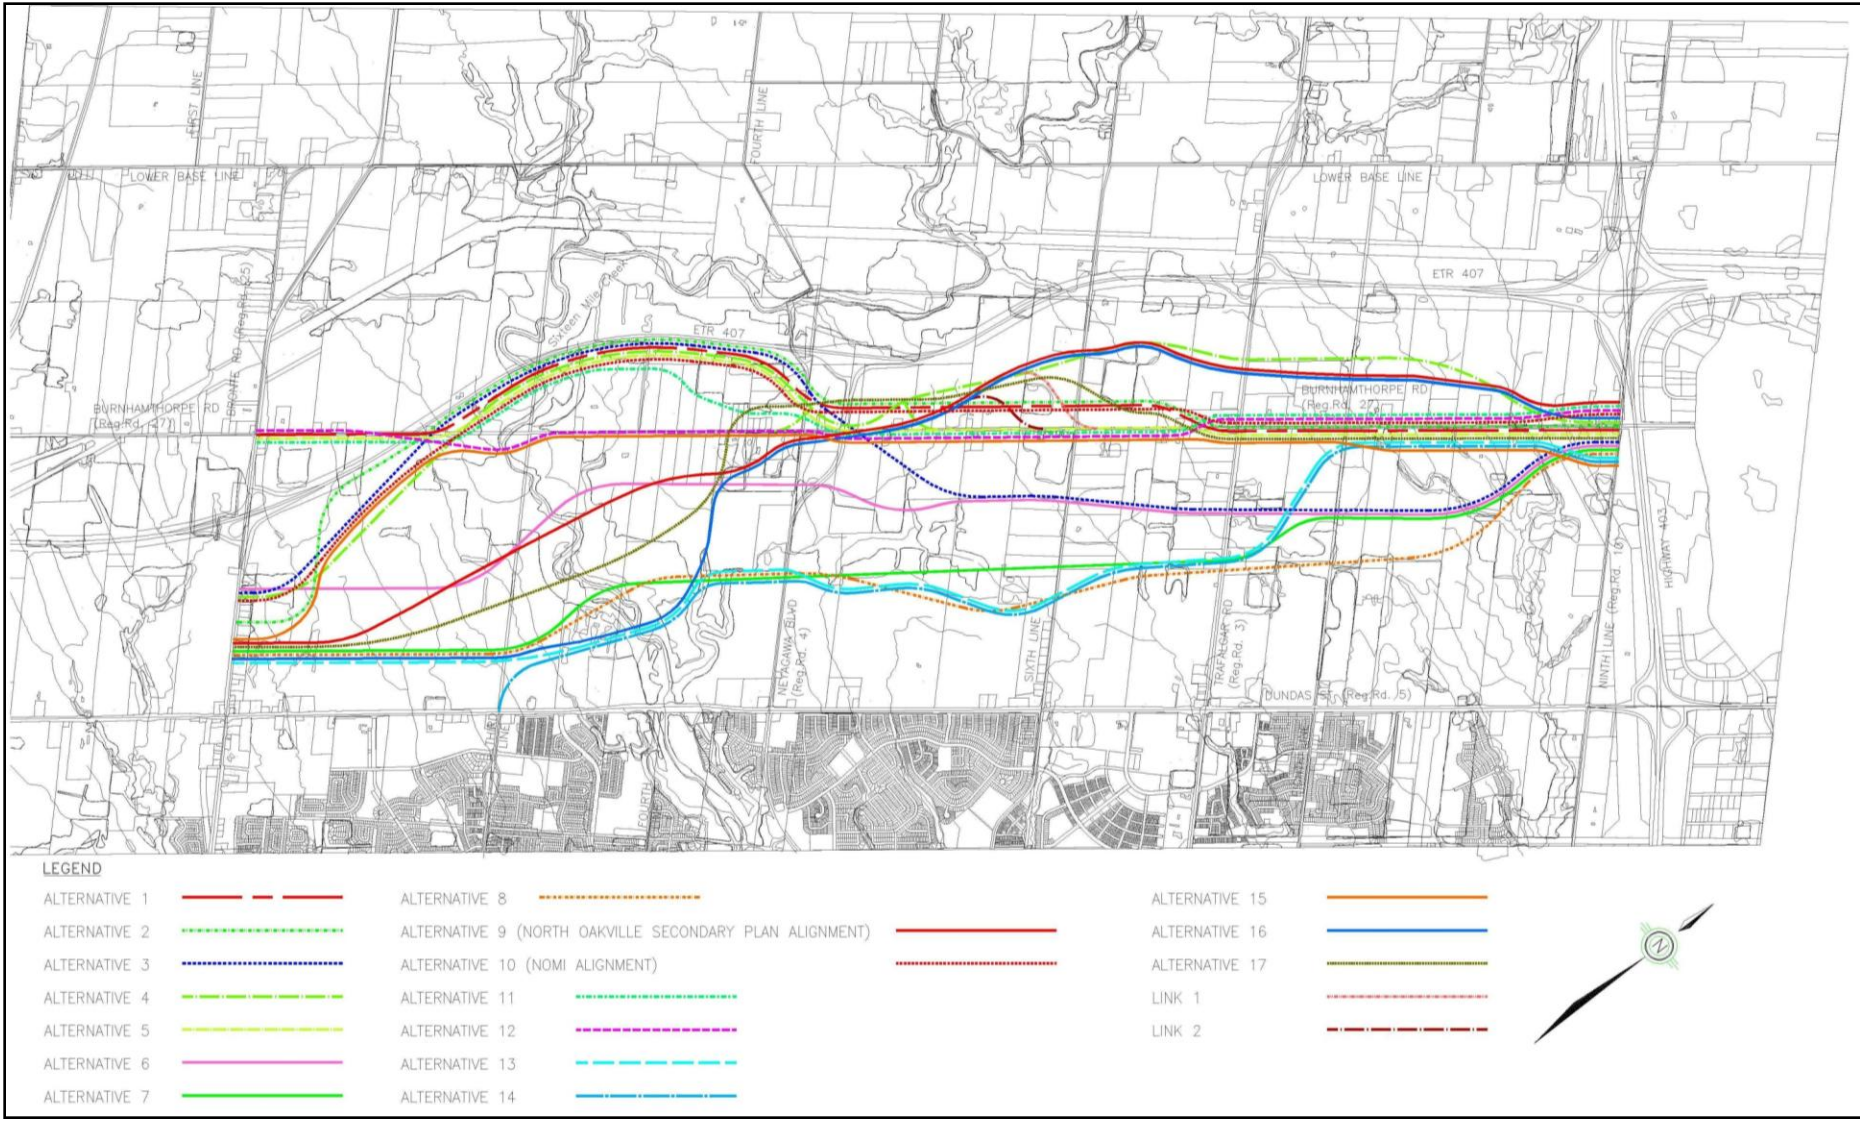 FIRST LINE
FOURTH LINE
LOWER BASE LINE
LOWER BASE LINE
BRONTE RD (Reg.Rd. 25)
Sixteen Mile Creek
ETR 407
ETR 407
BURNHAMTHORPE RD
(Reg.Rd. 27)
BURNHAMTHORPE RD
(Reg.Rd. 27)
HIGHWAY 403
NINTH LINE (Reg.Rd. 10)
NEYAGAWA BLVD
(Reg.Rd. 4)
SIXTH LINE
TRAFALGAR RD
(Reg.Rd. 3)
DUNDAS ST. (Reg.Rd. 5)
LINE
FOURTH
LEGEND
ALTERNATIVE 1
ALTERNATIVE 2
ALTERNATIVE 3
ALTERNATIVE 4
ALTERNATIVE 5
ALTERNATIVE 6
ALTERNATIVE 7
ALTERNATIVE 8
ALTERNATIVE 9 (NORTH OAKVILLE SECONDARY PLAN ALIGNMENT)
ALTERNATIVE 10 (NOMI ALIGNMENT)
ALTERNATIVE 11
ALTERNATIVE 12
ALTERNATIVE 13
ALTERNATIVE 14
ALTERNATIVE 15
ALTERNATIVE 16
ALTERNATIVE 17
LINK 1
LINK 2
N